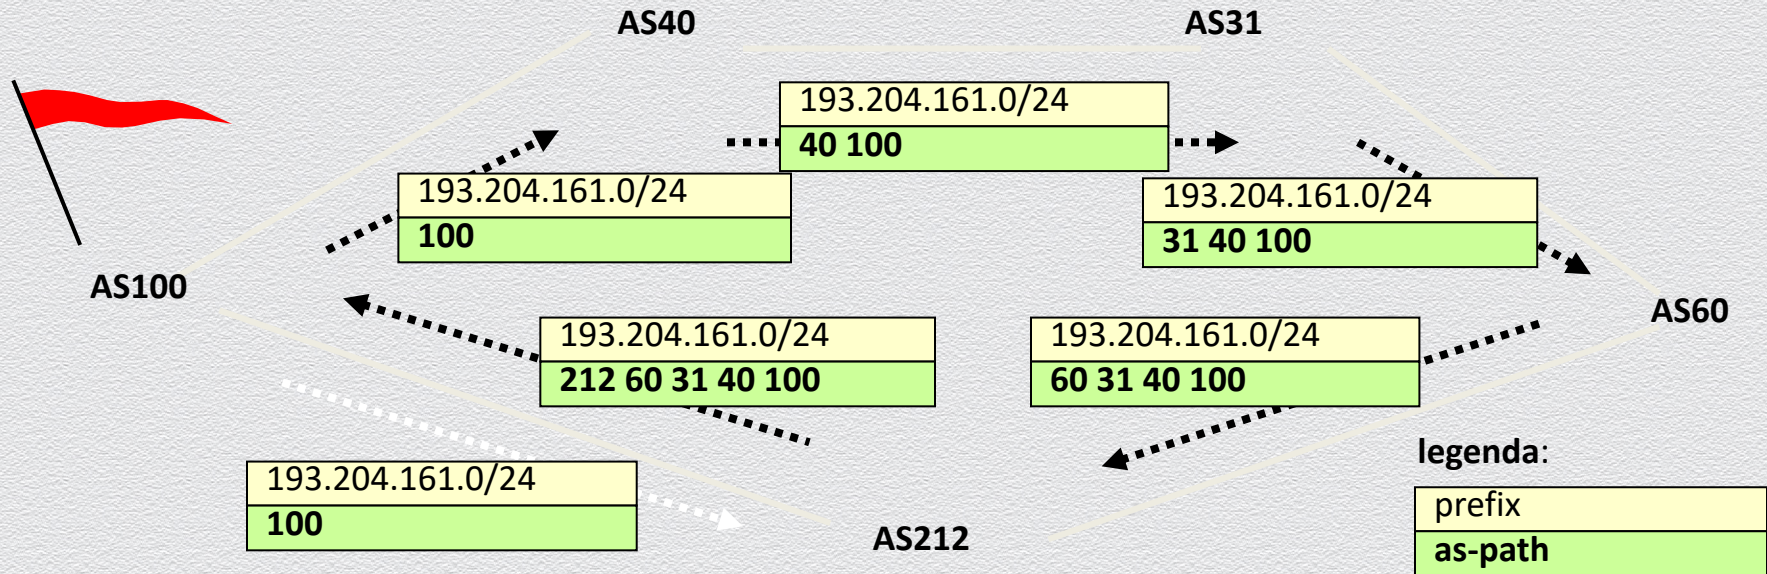 AS40
AS31
193.204.161.0/24
40 100
193.204.161.0/24
100
193.204.161.0/24
31 40 100
AS100
AS60
193.204.161.0/24
212 60 31 40 100
193.204.161.0/24
60 31 40 100
193.204.161.0/24
100
AS212
legenda:
prefix
as-path